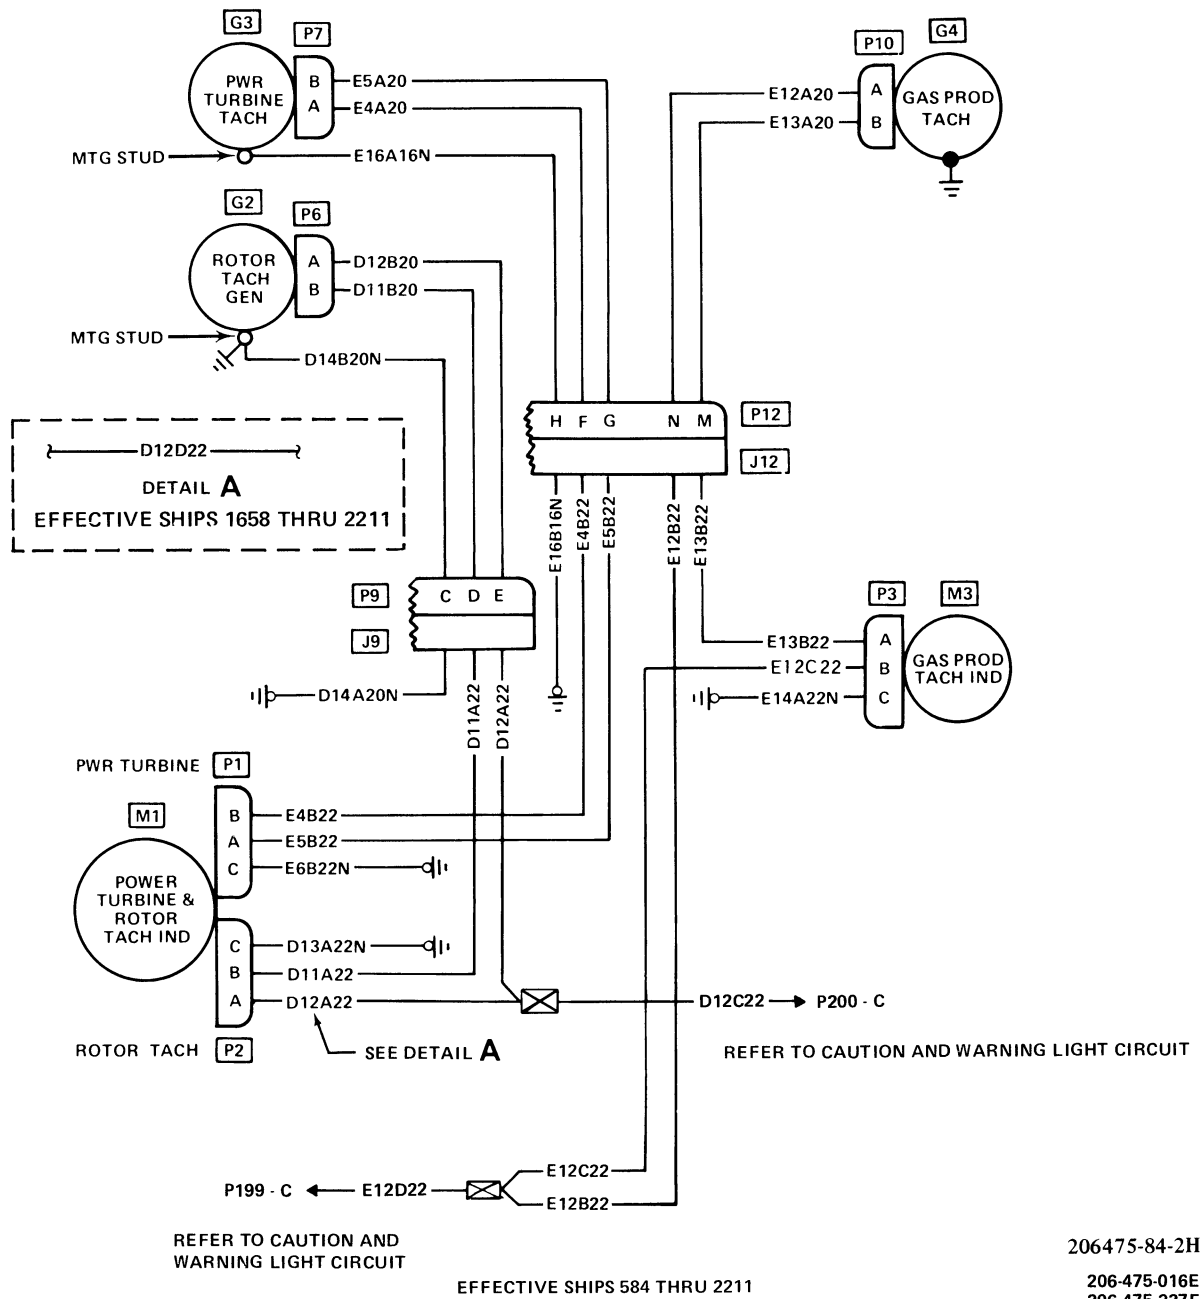 G3
P7
PWR
TURBINE
TACH
B
A
E5A20
E4A20
MTG STUD
E16A16N
P10
G4
E12A20
E13A20
A
B
GAS PROD
TACH
G2
P6
ROTOR
TACH
GEN
A
B
D12B20
D11B20
MTG STUD
D14B20N
H F G N M
P12
J12
D12D22
DETAIL A
EFFECTIVE SHIPS 1658 THRU 2211
E16B16N
E4B22
E5B22
E12B22
E13B22
P9
C D E
J9
D14A20N
D11A22
D12A22
P3
M3
E13B22
E12C22
E14A22N
A
B
C
GAS PROD
TACH IND
PWR TURBINE P1
M1
B
A
C
E4B22
E5B22
E6B22N
POWER
TURBINE &
ROTOR
TACH IND
C
B
A
D13A22N
D11A22
D12A22
D12C22
P200 - C
ROTOR TACH P2
SEE DETAIL A
REFER TO CAUTION AND WARNING LIGHT CIRCUIT
E12C22
P199 - C
E12D22
E12B22
REFER TO CAUTION AND
WARNING LIGHT CIRCUIT
EFFECTIVE SHIPS 584 THRU 2211
206475-84-2H
206-475-016E